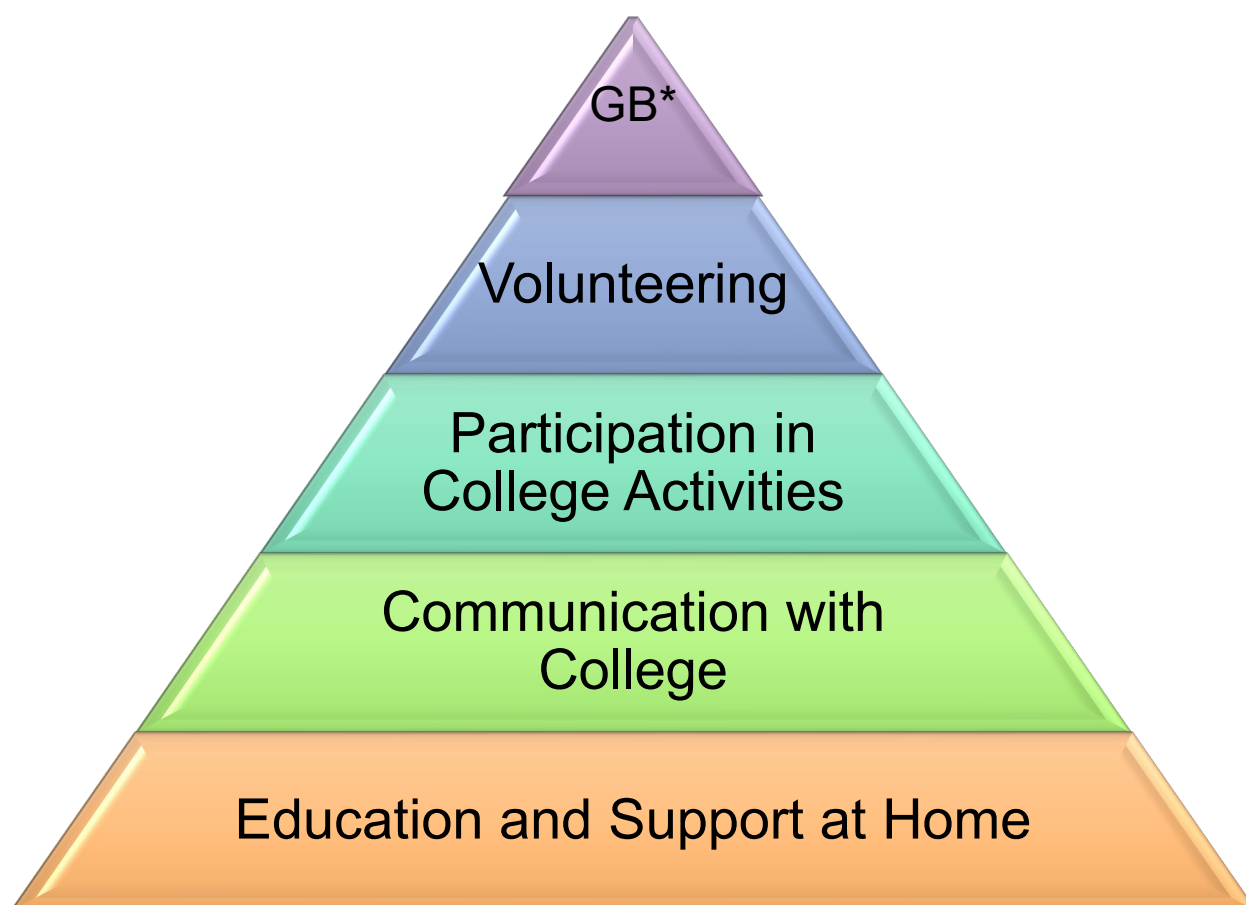 GB*
Volunteering
Participation in
College Activities
Communication with
College
Education and Support at Home